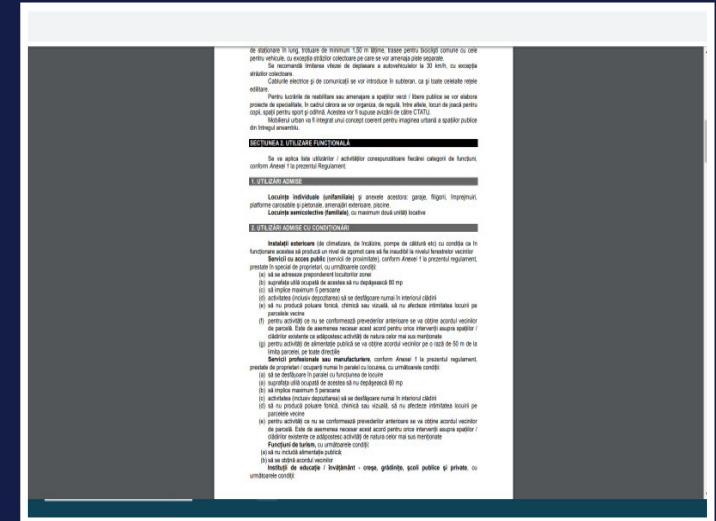 de staționare în lung, trotuare de minimum 1,50 m lățime, trasee pentru bicicliști comune cu cele
pentru vehicule, cu excepția străzilor colectoare pe care se vor amenaja piste separate.
Se recomandă limitarea vitezei de deplasare a autovehiculelor la 30 km/h, cu excepția
străzilor colectoare.
Cablurile electrice și de comunicații se vor introduce în subteran, ca și toate celelalte rețele
edilitare.
Pentru lucrările de reabilitare sau amenajare a spațiilor verzi / libere publice se vor elabora
proiecte de specialitate, în cadrul cărora se vor organiza, de regulă, între altele, locuri de joacă pentru
copii, spații pentru sport și odihnă. Acestea vor fi supuse avizării de către CTATU.
Mobilierul urban va fi integrat unui concept coerent pentru imaginea urbană a spațiilor publice
din întregul ansamblu.
SECȚIUNEA 2. UTILIZARE FUNCȚIONALĂ
Se va aplica lista utilizărilor / activităților corespunzătoare fiecărei categorii de funcțiuni,
conform Anexei 1 la prezentul Regulament.
1. UTILIZĂRI ADMISE
Locuințe individuale (unifamiliale) și anexele acestora: garaje, filigorii, împrejmuiri,
platforme carosabile și pietonale, amenajări exterioare, piscine.
Locuințe semicolective (familiale), cu maximum două unități locative
2. UTILIZĂRI ADMISE CU CONDIȚIONĂRI
Instalații exterioare (de climatizare, de încălzire, pompe de căldură etc) cu condiția ca în
funcționare acestea să producă un nivel de zgomot care să fie inaudibil la nivelul ferestrelor vecinilor
Servicii cu acces public (servicii de proximitate), conform Anexei 1 la prezentul regulament,
prestate în special de proprietari, cu următoarele condiții:
(a) să se adreseze preponderent locuitorilor zonei
(b) suprafața utilă ocupată de acestea să nu depășească 80 mp
(c) să implice maximum 5 persoane
(d) activitatea (inclusiv depozitarea) să se desfășoare numai în interiorul clădirii
(e) să nu producă poluare fonică, chimică sau vizuală, să nu afecteze intimitatea locuirii pe
parcelele vecine
(f) pentru activități ce nu se conformează prevederilor anterioare se va obține acordul vecinilor
de parcelă. Este de asemenea necesar acest acord pentru orice intervenții asupra spațiilor /
clădirilor existente ce adăpostesc activități de natura celor mai sus menționate
(g) pentru activități de alimentație publică se va obține acordul vecinilor pe o rază de 50 m de la
limita parcelei, pe toate direcțiile
Servicii profesionale sau manufacturiere, conform Anexei 1 la prezentul regulament,
prestate de proprietari / ocupanți numai în paralel cu locuirea, cu următoarele condiții:
(a) să se desfășoare în paralel cu funcțiunea de locuire
(a) suprafața utilă ocupată de acestea să nu depășească 80 mp
(b) să implice maximum 5 persoane
(c) activitatea (inclusiv depozitare) să se desfășoare numai în interiorul clădirii
(d) să nu producă poluare fonică, chimică sau vizuală, să nu afecteze intimitatea locuirii pe
parcelele vecine
(e) pentru activități ce nu se conformează prevederilor anterioare se va obține acordul vecinilor
de parcelă. Este de asemenea necesar acest acord pentru orice intervenții asupra spațiilor /
clădirilor existente ce adăpostesc activități de natura celor mai sus menționate
Funcțiuni de turism, cu următoarele condiții:
(a) să nu includă alimentație publică;
(b) să se obțină acordul vecinilor
Instituții de educație / învățământ - creșe, grădinițe, școli publice și private, cu
următoarele condiții: